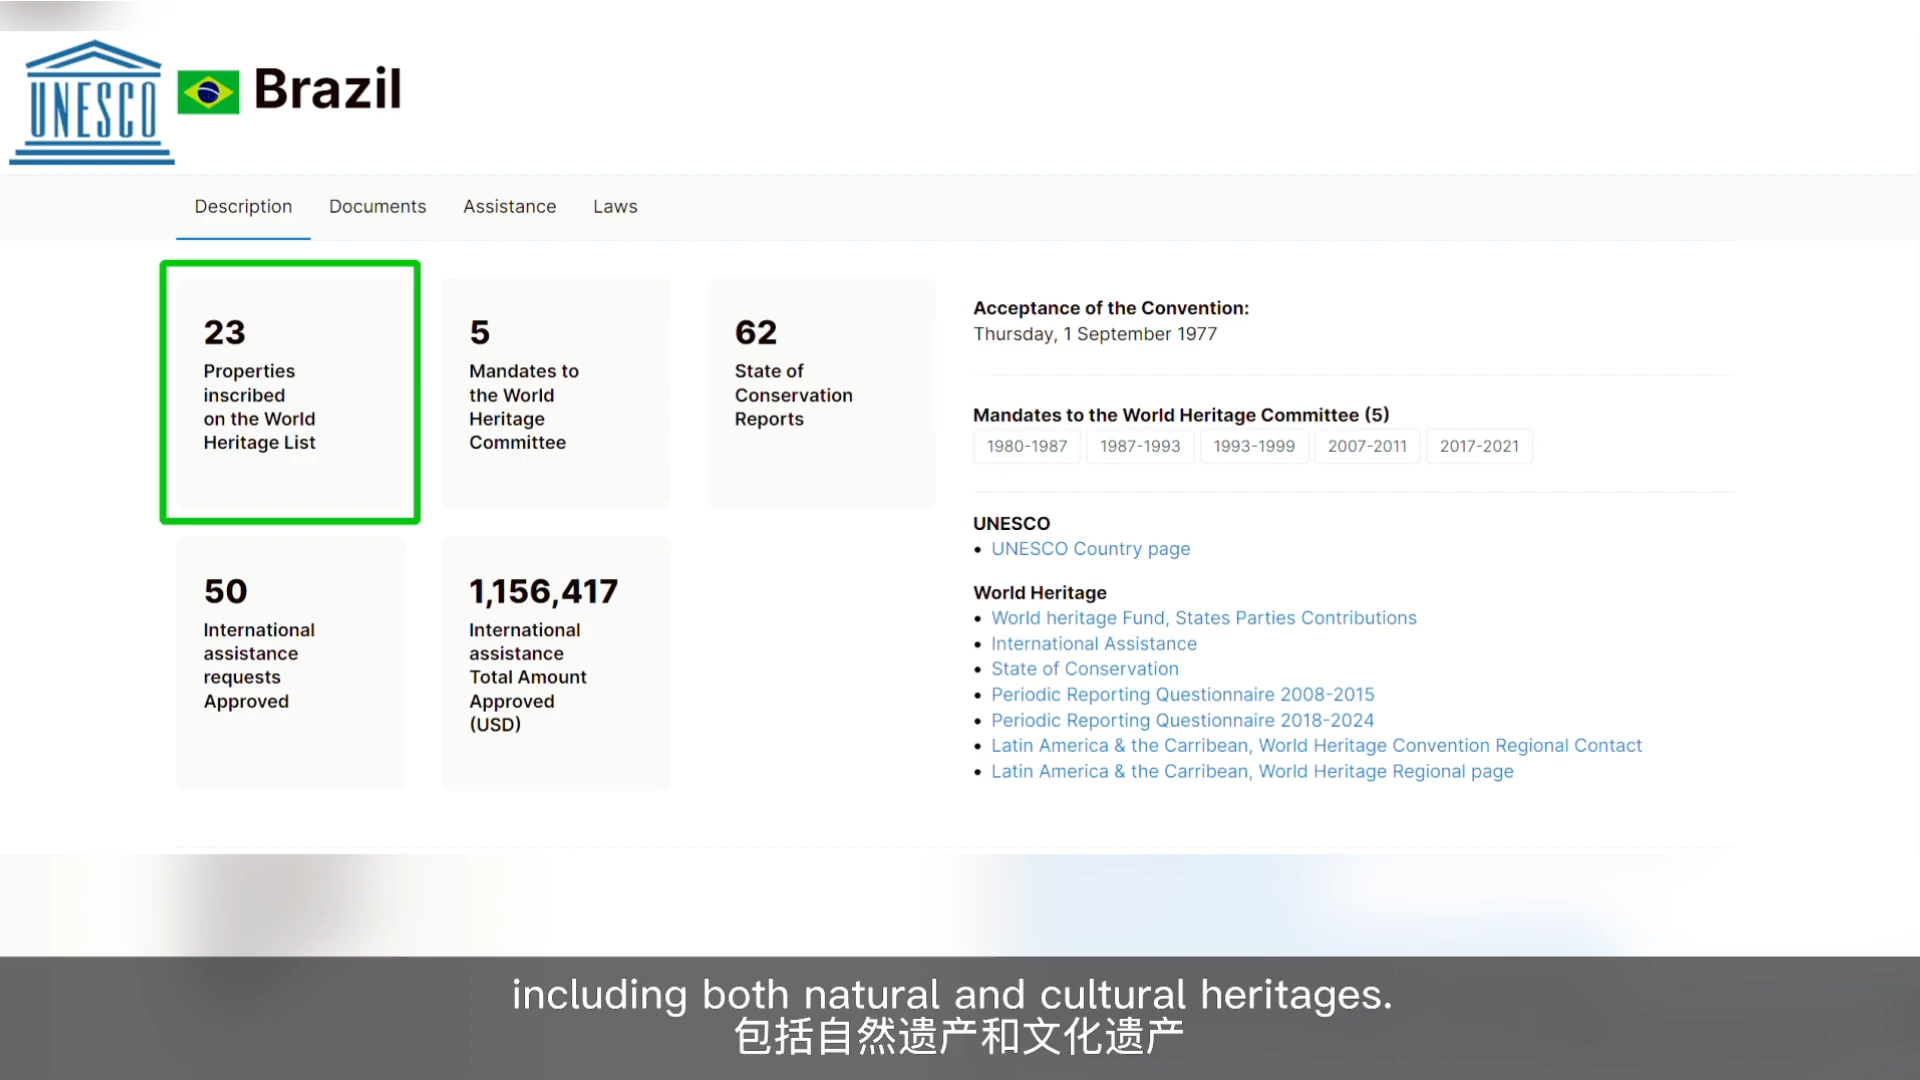 UNESCO
Brazil
Description
Documents
Assistance
Laws
23
Properties
inscribed
on the World
Heritage List
5
Mandates to
the World
Heritage
Committee
62
State of
Conservation
Reports
50
International
assistance
requests
Approved
1,156,417
International
assistance
Total Amount
Approved
(USD)
Acceptance of the Convention:
Thursday, 1 September 1977
Mandates to the World Heritage Committee (5)
1980-1987
1987-1993
1993-1999
2007-2011
2017-2021
UNESCO
UNESCO Country page
World Heritage
World heritage Fund, States Parties Contributions
International Assistance
State of Conservation
Periodic Reporting Questionnaire 2008-2015
Periodic Reporting Questionnaire 2018-2024
Latin America & the Carribean, World Heritage Convention Regional Contact
Latin America & the Carribean, World Heritage Regional page
including both natural and cultural heritages.
包括自然遗产和文化遗产